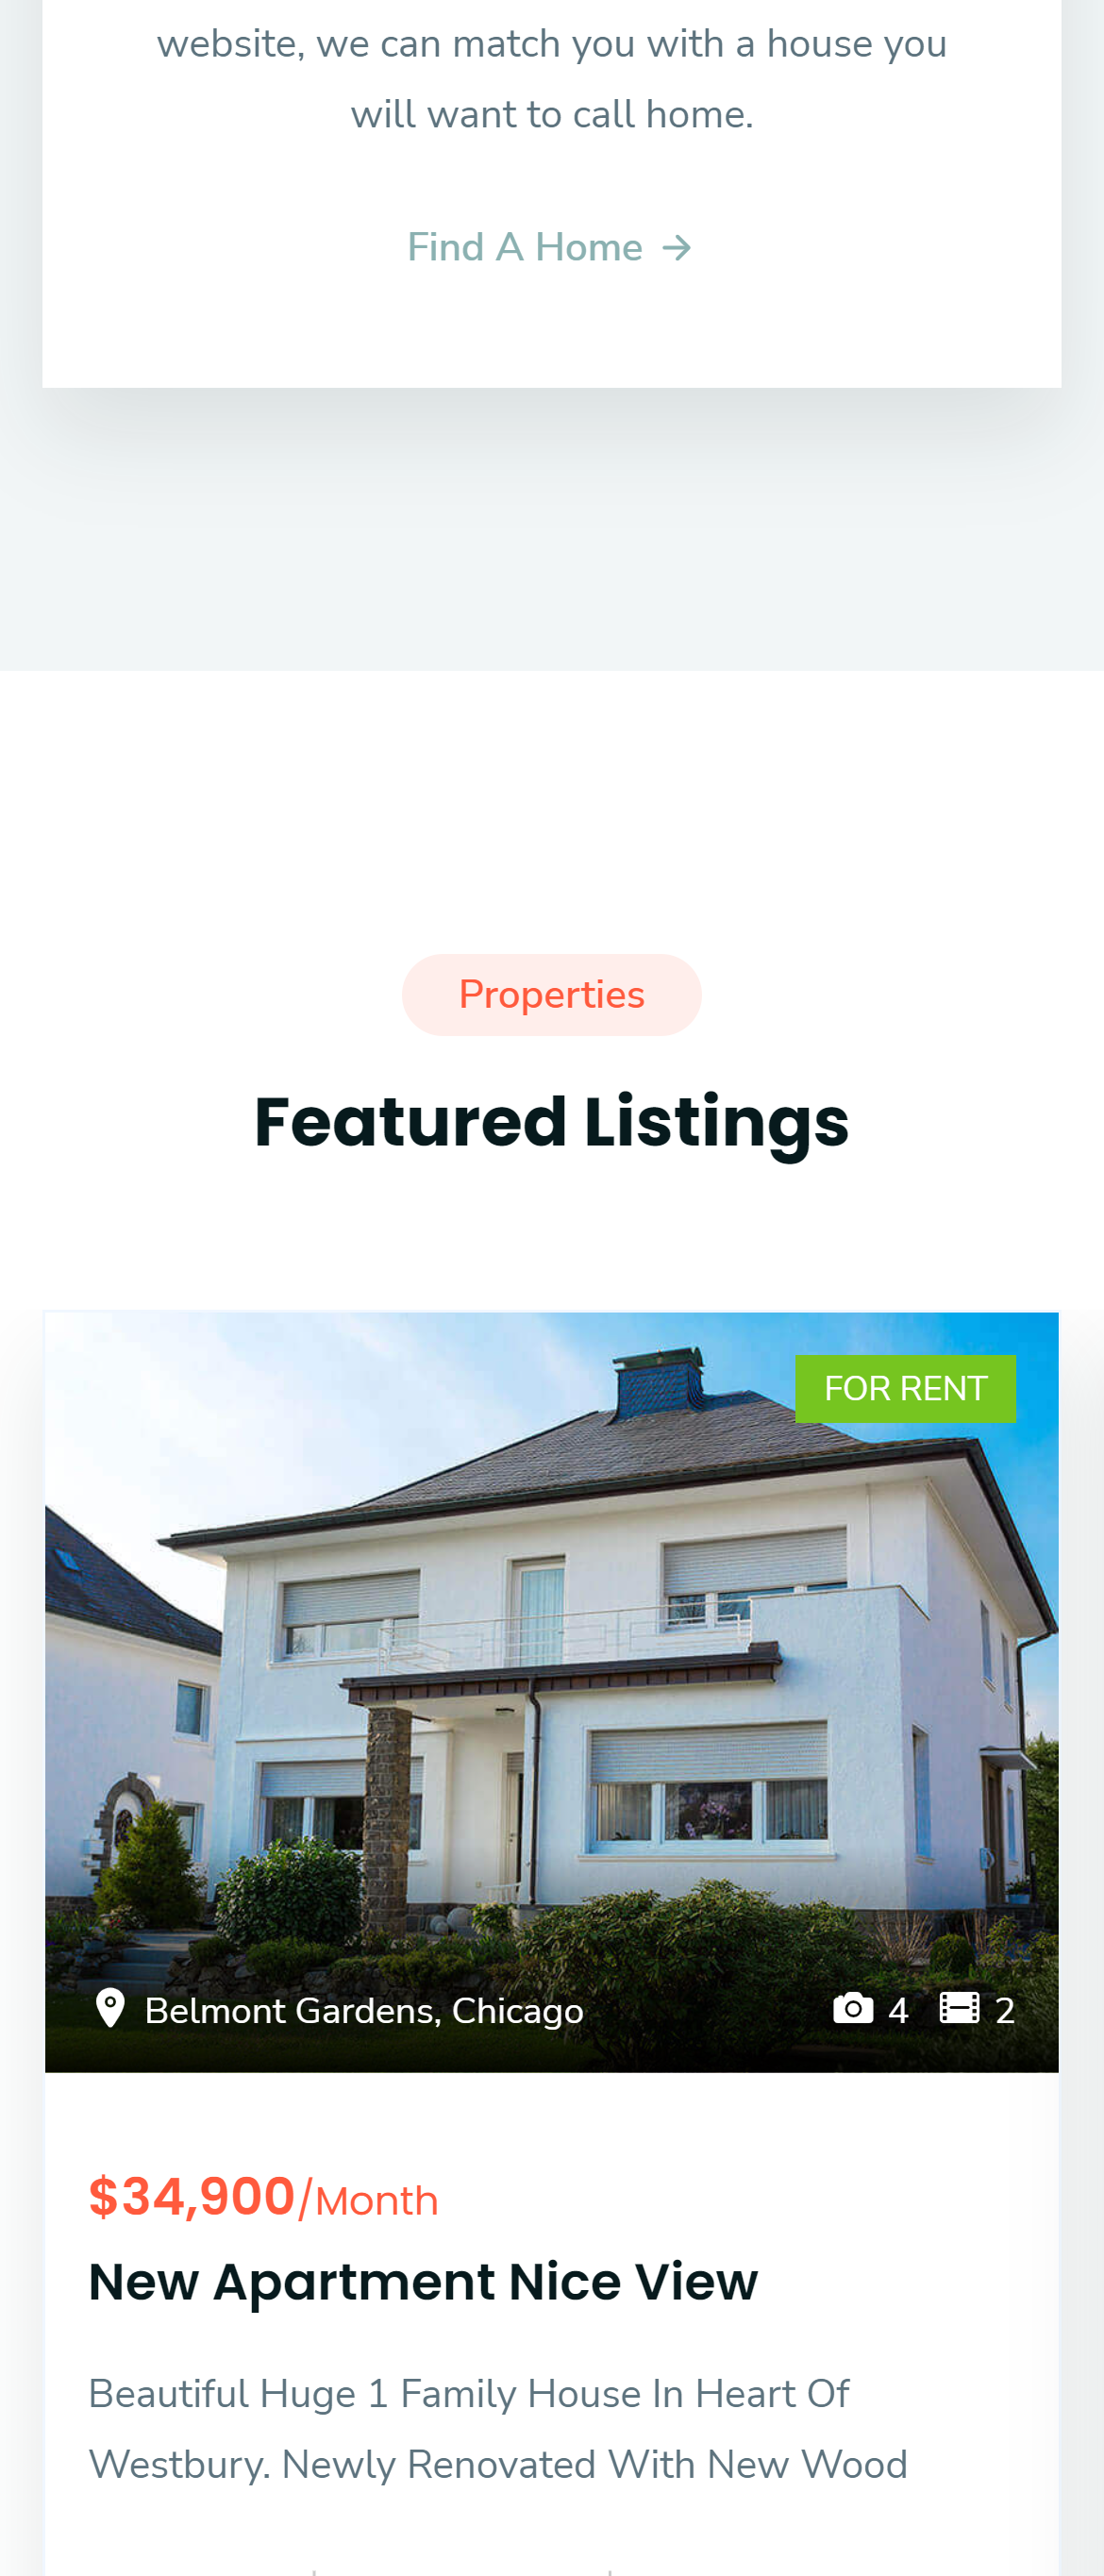 website, we can match you with a house you
will want to call home.
Find A Home →
Properties
Featured Listings
FOR RENT
Belmont Gardens, Chicago 4 2
$34,900/Month
New Apartment Nice View
Beautiful Huge 1 Family House In Heart Of
Westbury. Newly Renovated With New Wood